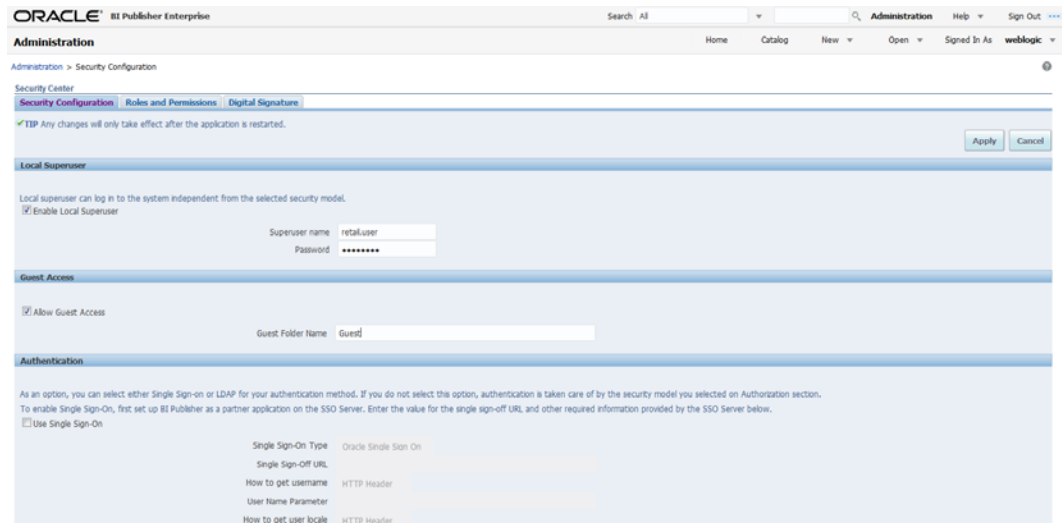 ORACLE BI Publisher Enterprise Search All Administration Help Sign Out
Administration Home Catalog New Open Signed In As weblogic
Administration > Security Configuration
Security Center
Security Configuration Roles and Permissions Digital Signature
TIP Any changes will only take effect after the application is restarted.
Apply Cancel
Local Superuser
Local superuser can log in to the system independent from the selected security model.
Enable Local Superuser
Superuser name retail.user
Password ••••••••
Guest Access
Allow Guest Access
Guest Folder Name Guest
Authentication
As an option, you can select either Single Sign-on or LDAP for your authentication method. If you do not select this option, authentication is taken care of by the security model you selected on Authorization section.
To enable Single Sign-On, first set up BI Publisher as a partner application on the SSO Server. Enter the value for the single sign-off URL and other required information provided by the SSO Server below.
Use Single Sign-On
Single Sign-On Type Oracle Single Sign On
Single Sign-Off URL
How to get username HTTP Header
User Name Parameter
How to get user locale HTTP Header